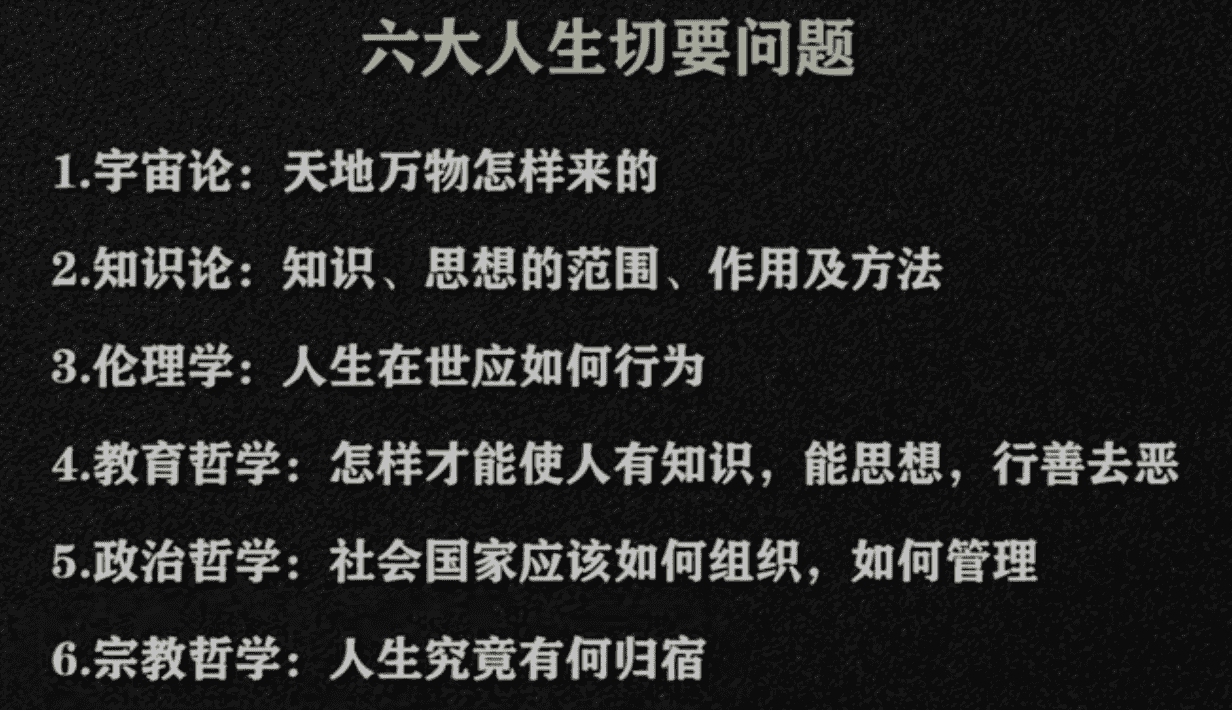 六大人生切要问题
1.宇宙论：天地万物怎样来的
2.知识论：知识、思想的范围、作用及方法
3.伦理学：人生在世应如何行为
4.教育哲学：怎样才能使人有知识，能思想，行善去恶
5.政治哲学：社会国家应该如何组织，如何管理
6.宗教哲学：人生究竟有何归宿